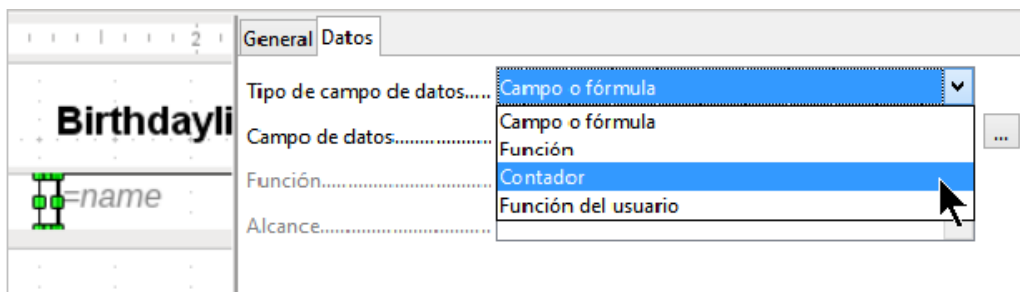 2
General Datos
Tipo de campo de datos..... Campo o fórmula
Birthdayli
Campo o fórmula
Campo de datos.................. ...
Función
Función................................
Contador
=name
Función del usuario
Alcance................................